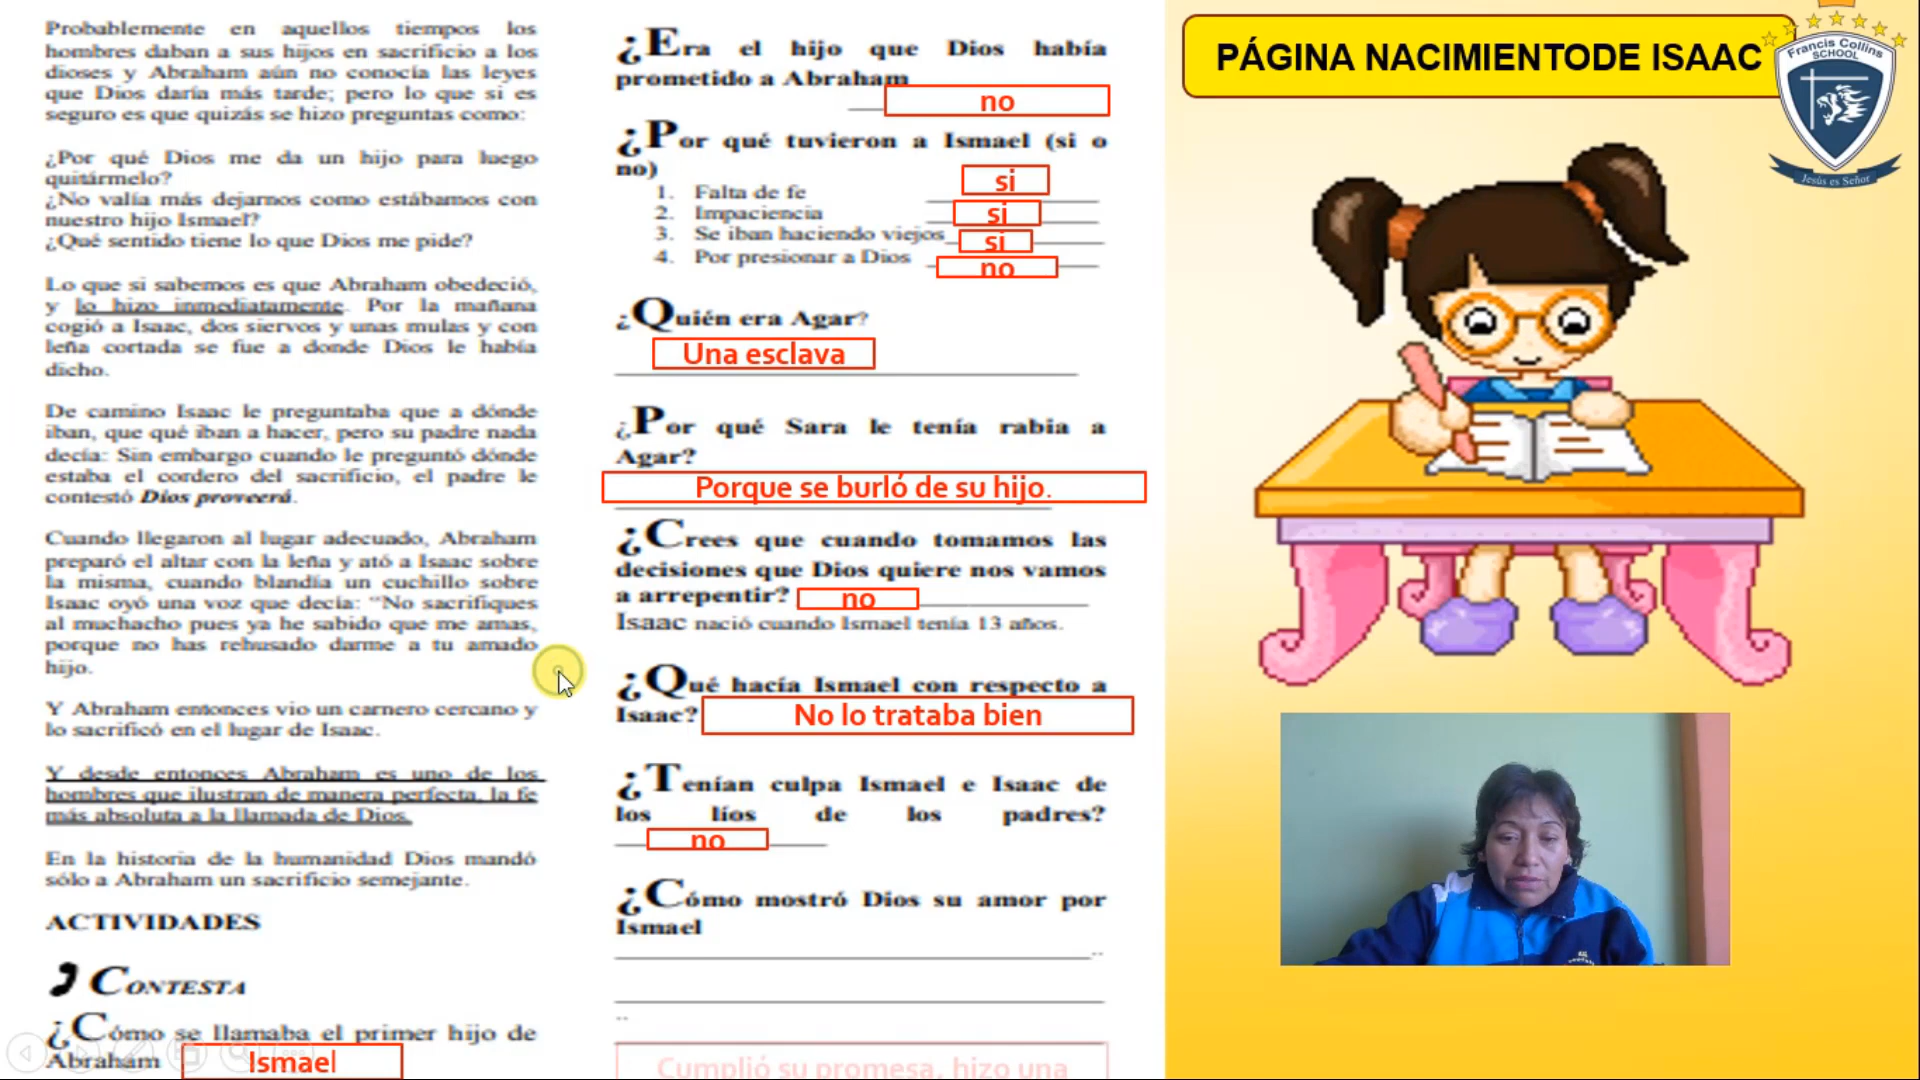 Probablemente en aquellos tiempos los
hombres daban a sus hijos en sacrificio a los
dioses y Abraham aún no conocía las leyes
que Dios daría más tarde; pero lo que si es
seguro es que quizás se hizo preguntas como:
¿Por qué Dios me da un hijo para luego
quitármelo?
¿No valía más dejarnos como estábamos con
nuestro hijo Ismael?
¿Qué sentido tiene lo que Dios me pide?
Lo que si sabemos es que Abraham obedeció,
y lo hizo inmediatamente. Por la mañana
cogió a Isaac, dos siervos y unas mulas y con
leña cortada se fue a donde Dios le había
dicho.
De camino Isaac le preguntaba que a dónde
iban, que qué iban a hacer, pero su padre nada
decía: Sin embargo cuando le preguntó dónde
estaba el cordero del sacrificio, el padre le
contestó Dios proveerá.
Cuando llegaron al lugar adecuado, Abraham
preparó el altar con la leña y ató a Isaac sobre
la misma, cuando blandía un cuchillo sobre
Isaac oyó una voz que decía: “No sacrifiques
al muchacho pues ya he sabido que me amas,
porque no has rehusado darme a tu amado
hijo.
Y Abraham entonces vio un carnero cercano y
lo sacrificó en el lugar de Isaac.
Y desde entonces Abraham es uno de los
hombres que ilustran de manera perfecta, la fe
más absoluta a la llamada de Dios.
En la historia de la humanidad Dios mandó
sólo a Abraham un sacrificio semejante.
ACTIVIDADES
CONTESTA
¿Cómo se llamaba el primer hijo de
Abraham Ismael
¿Era el hijo que Dios había
prometido a Abraham
no
¿Por qué tuvieron a Ismael (si o
no)
1. Falta de fe si
2. Impaciencia si
3. Se iban haciendo viejos si
4. Por presionar a Dios no
¿Quién era Agar?
Una esclava
¿Por qué Sara le tenía rabia a
Agar?
Porque se burló de su hijo.
¿Crees que cuando tomamos las
decisiones que Dios quiere nos vamos
a arrepentir? no
Isaac nació cuando Ismael tenía 13 años.
¿Qué hacía Ismael con respecto a
Isaac? No lo trataba bien
¿Tenían culpa Ismael e Isaac de
los líos de los padres?
no
¿Cómo mostró Dios su amor por
Ismael
Cumplió su promesa, hizo una
PÁGINA NACIMIENTODE ISAAC
Francis Collins
SCHOOL
Jesús es Señor